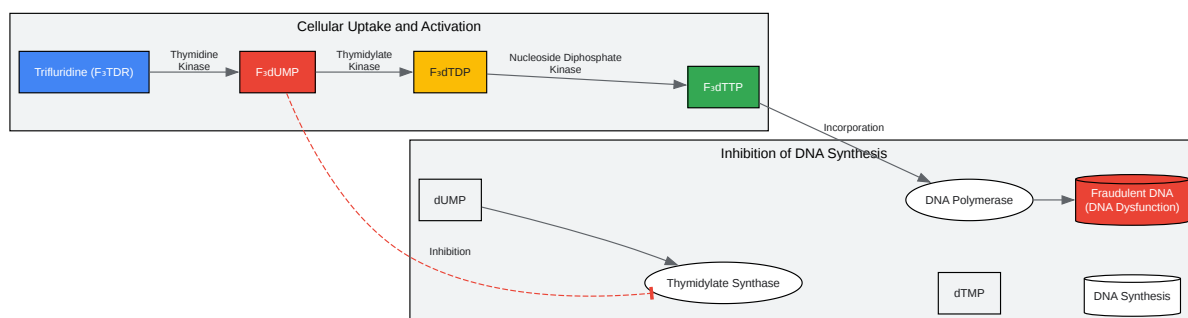 Cellular Uptake and Activation
Trifluridine (F₃TDR)
Thymidine
Kinase
F₃dUMP
Thymidylate
Kinase
F₃dTDP
Nucleoside Diphosphate
Kinase
F₃dTTP
Incorporation
Inhibition of DNA Synthesis
dUMP
DNA Polymerase
Fraudulent DNA
(DNA Dysfunction)
Inhibition
Thymidylate Synthase
dTMP
DNA Synthesis